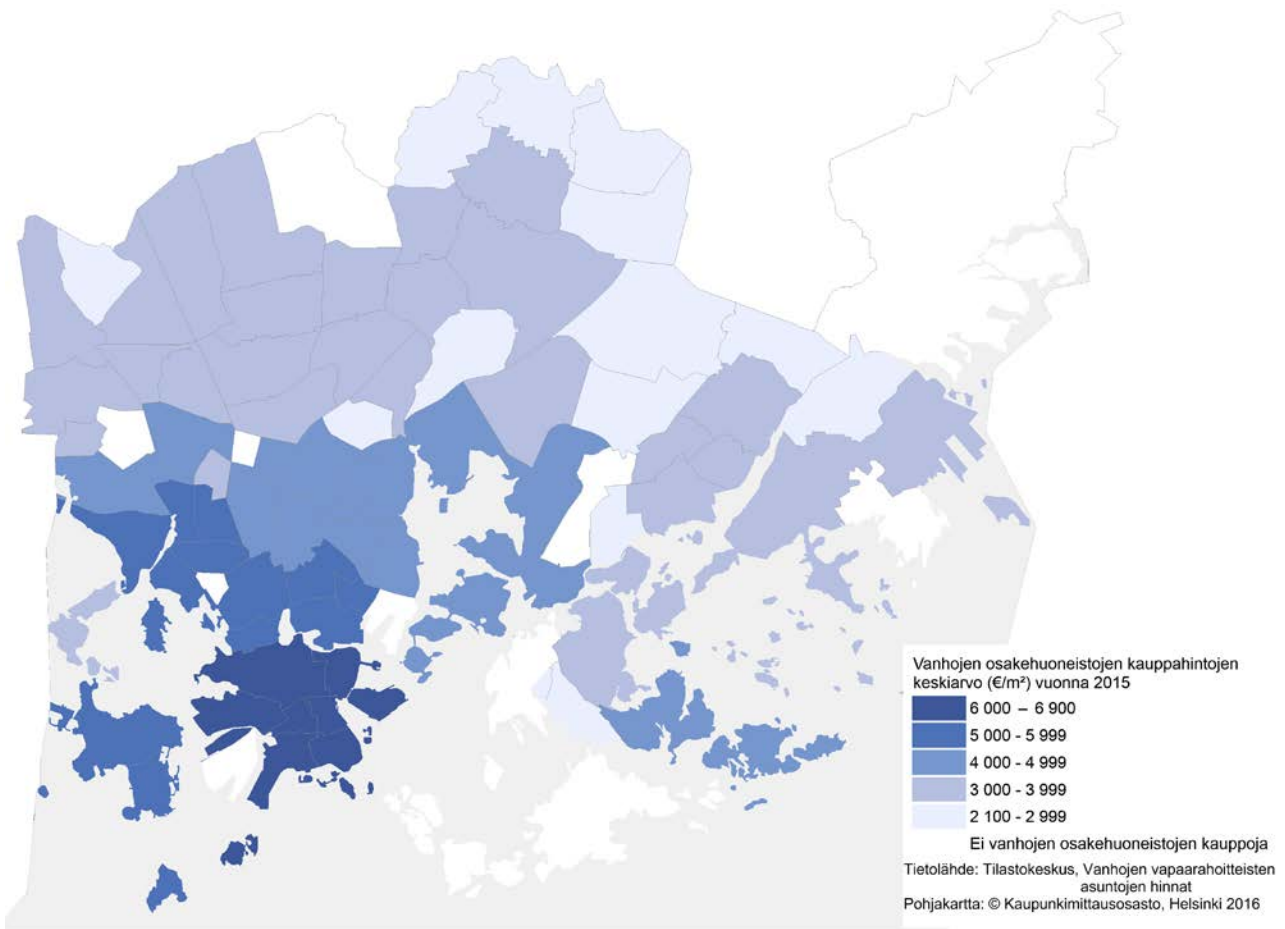 Vanhojen osakehuoneistojen kauppahintojen
keskiarvo (€/m²) vuonna 2015
6 000 – 6 900
5 000 - 5 999
4 000 - 4 999
3 000 - 3 999
2 100 - 2 999
Ei vanhojen osakehuoneistojen kauppoja
Tietolähde: Tilastokeskus, Vanhojen vapaarahoitteisten
asuntojen hinnat
Pohjakartta: © Kaupunkimittausosasto, Helsinki 2016